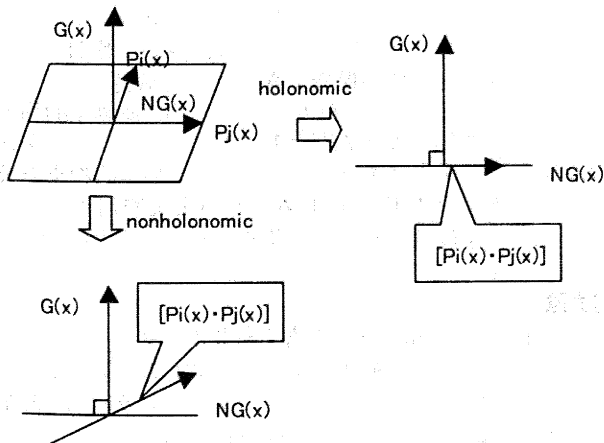 G(x)
Pi(x)
NG(x)
Pj(x)
holonomic
G(x)
NG(x)
[Pi(x)·Pj(x)]
nonholonomic
G(x)
[Pi(x)·Pj(x)]
NG(x)